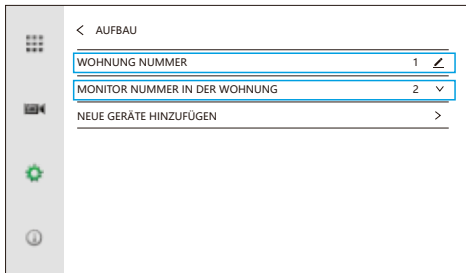 AUFBAU
WOHNUNG NUMMER 1
MONITOR NUMMER IN DER WOHNUNG 2
NEUE GERÄTE HINZUFÜGEN